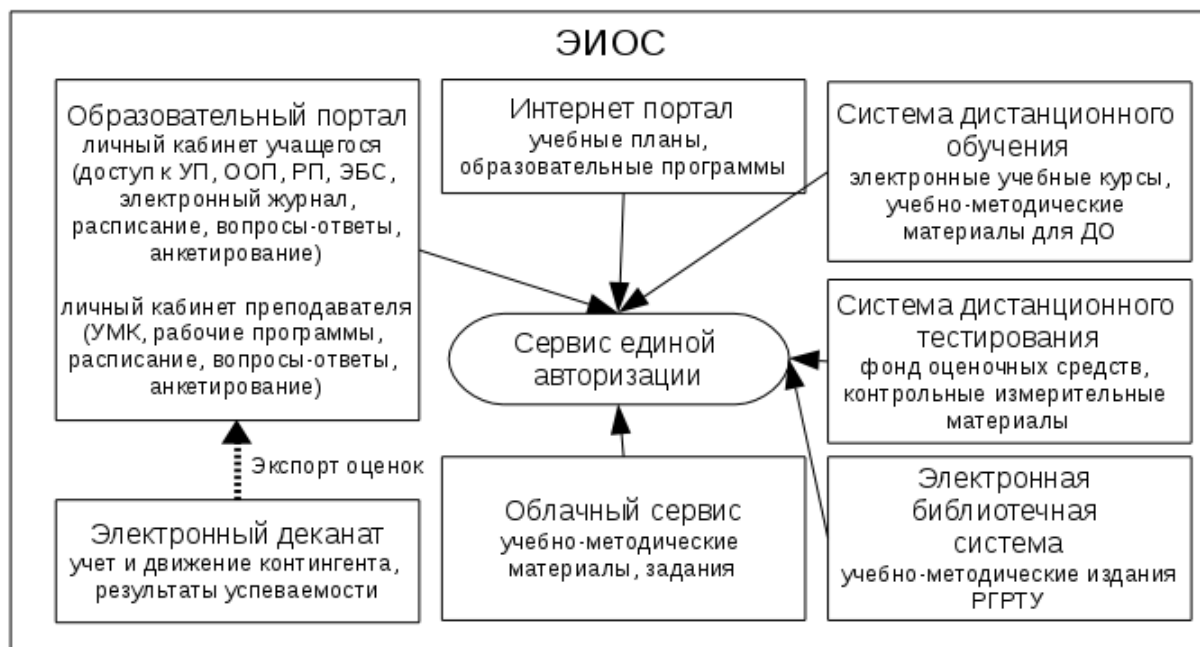 ЭИОС
Образовательный портал
личный кабинет учащегося
(доступ к УП, ООП, РП, ЭБС,
электронный журнал,
расписание, вопросы-ответы,
анкетирование)
личный кабинет преподавателя
(УМК, рабочие программы,
расписание, вопросы-ответы,
анкетирование)
Интернет портал
учебные планы,
образовательные программы
Система дистанционного
обучения
электронные учебные курсы,
учебно-методические
материалы для ДО
Сервис единой
авторизации
Система дистанционного
тестирования
фонд оценочных средств,
контрольные измерительные
материалы
Экспорт оценок
Электронный деканат
учет и движение контингента,
результаты успеваемости
Облачный сервис
учебно-методические
материалы, задания
Электронная
библиотечная
система
учебно-методические издания
РГРТУ